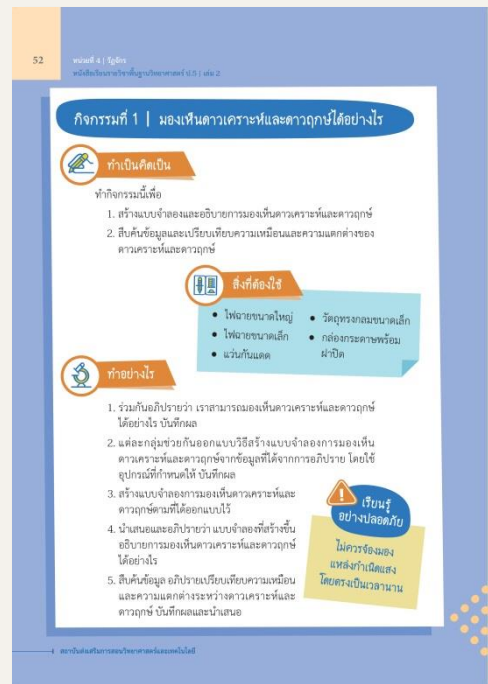 52
หน่วยที่ 4 | วัฏจักร
หนังสือเรียนรายวิชาพื้นฐานวิทยาศาสตร์ ป.5 | เล่ม 2
กิจกรรมที่ 1 | มองเห็นดาวเคราะห์และดาวฤกษ์ได้อย่างไร
ทำเป็นคิดเป็น
ทำกิจกรรมนี้เพื่อ
1. สร้างแบบจำลองและอธิบายการมองเห็นดาวเคราะห์และดาวฤกษ์
2. สืบค้นข้อมูลและเปรียบเทียบความเหมือนและความแตกต่างของ
ดาวเคราะห์และดาวฤกษ์
สิ่งที่ต้องใช้
• ไฟฉายขนาดใหญ่
• ไฟฉายขนาดเล็ก
• แว่นกันแดด
• วัตถุทรงกลมขนาดเล็ก
• กล่องกระดาษพร้อม
ฝาปิด
ทำอย่างไร
1. ร่วมกันอภิปรายว่า เราสามารถมองเห็นดาวเคราะห์และดาวฤกษ์
ได้อย่างไร บันทึกผล
2. แต่ละกลุ่มช่วยกันออกแบบวิธีสร้างแบบจำลองการมองเห็น
ดาวเคราะห์และดาวฤกษ์จากข้อมูลที่ได้จากการอภิปราย โดยใช้
อุปกรณ์ที่กำหนดให้ บันทึกผล
3. สร้างแบบจำลองการมองเห็นดาวเคราะห์และ
ดาวฤกษ์ตามที่ได้ออกแบบไว้
4. นำเสนอและอภิปรายว่า แบบจำลองที่สร้างขึ้น
อธิบายการมองเห็นดาวเคราะห์และดาวฤกษ์
ได้อย่างไร
5. สืบค้นข้อมูล อภิปรายเปรียบเทียบความเหมือน
และความแตกต่างระหว่างดาวเคราะห์และ
ดาวฤกษ์ บันทึกผลและนำเสนอ
เรียนรู้
อย่างปลอดภัย
ไม่ควรจ้องมอง
แหล่งกำเนิดแสง
โดยตรงเป็นเวลานาน
สถาบันส่งเสริมการสอนวิทยาศาสตร์และเทคโนโลยี